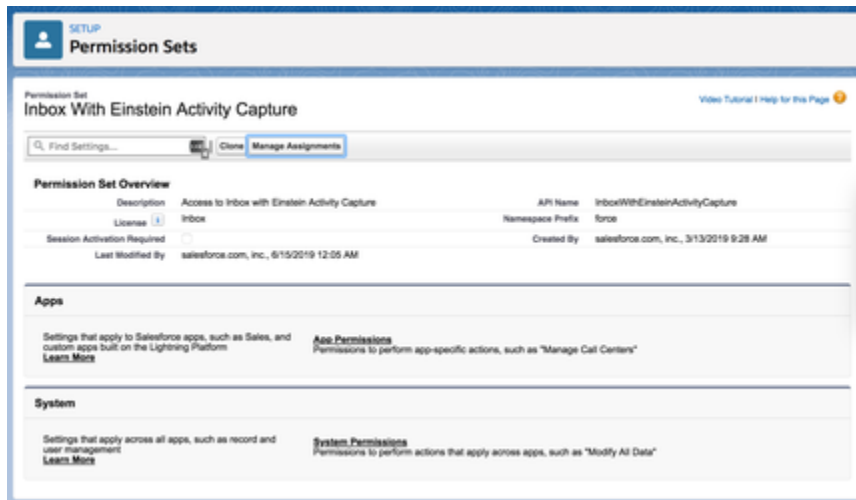 SETUP
Permission Sets
Permission Set
Inbox With Einstein Activity Capture
Video Tutorial | Help for this Page
Find Settings...
Clone
Manage Assignments
Permission Set Overview
Description Access to Inbox with Einstein Activity Capture API Name InboxWithEinsteinActivityCapture
License i Inbox Namespace Prefix force
Session Activation Required Created By salesforce.com, inc., 3/13/2019 9:28 AM
Last Modified By salesforce.com, inc., 6/15/2019 12:05 AM
Apps
Settings that apply to Salesforce apps, such as Sales, and
custom apps built on the Lightning Platform
Learn More
App Permissions
Permissions to perform app-specific actions, such as "Manage Call Centers"
System
Settings that apply across all apps, such as record and
user management
Learn More
System Permissions
Permissions to perform actions that apply across apps, such as "Modify All Data"